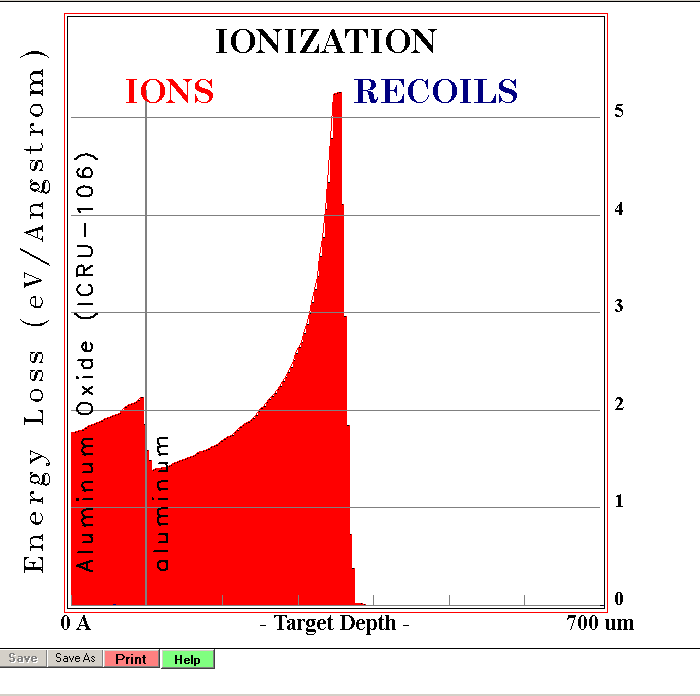 IONIZATION
IONS RECOILS
Energy Loss (eV/Angstrom)
Aluminum Oxide (ICRU-106)
aluminum
5
4
3
2
1
0
0 A - Target Depth - 700 um
Save Save As Print Help